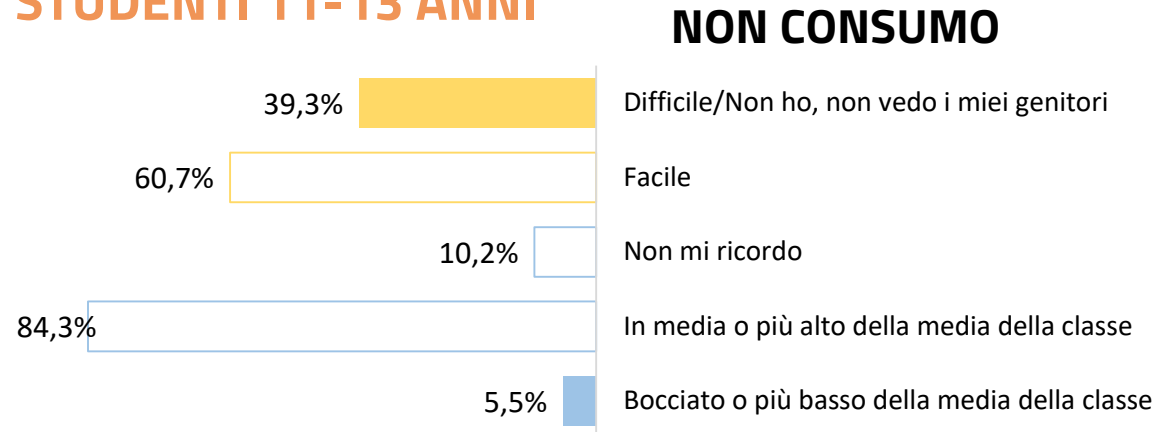 STUDENTI 11-13 ANNI
NON CONSUMO
39,3% Difficile/Non ho, non vedo i miei genitori
60,7% Facile
10,2% Non mi ricordo
84,3% In media o più alto della media della classe
5,5% Bocciato o più basso della media della classe